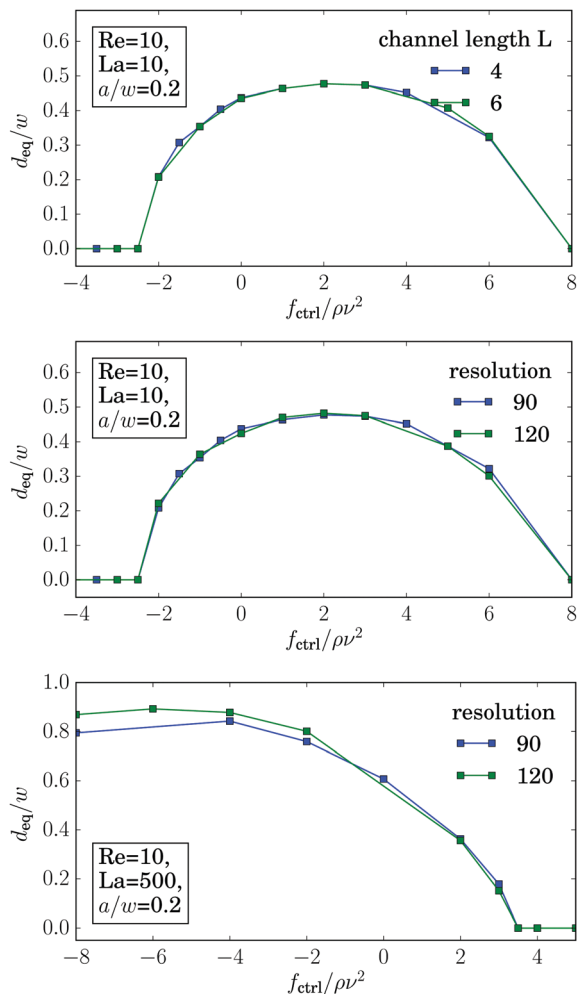 Re=10,
La=10,
a/w=0.2
channel length L
4
6
0.6
0.5
0.4
0.3
0.2
0.1
0.0
d_eq/w
−4 −2 0 2 4 6 8
f_ctrl/ρν²
Re=10,
La=10,
a/w=0.2
resolution
90
120
0.6
0.5
0.4
0.3
0.2
0.1
0.0
d_eq/w
−4 −2 0 2 4 6 8
f_ctrl/ρν²
resolution
90
120
1.0
0.8
0.6
0.4
0.2
0.0
d_eq/w
Re=10,
La=500,
a/w=0.2
−8 −6 −4 −2 0 2 4
f_ctrl/ρν²